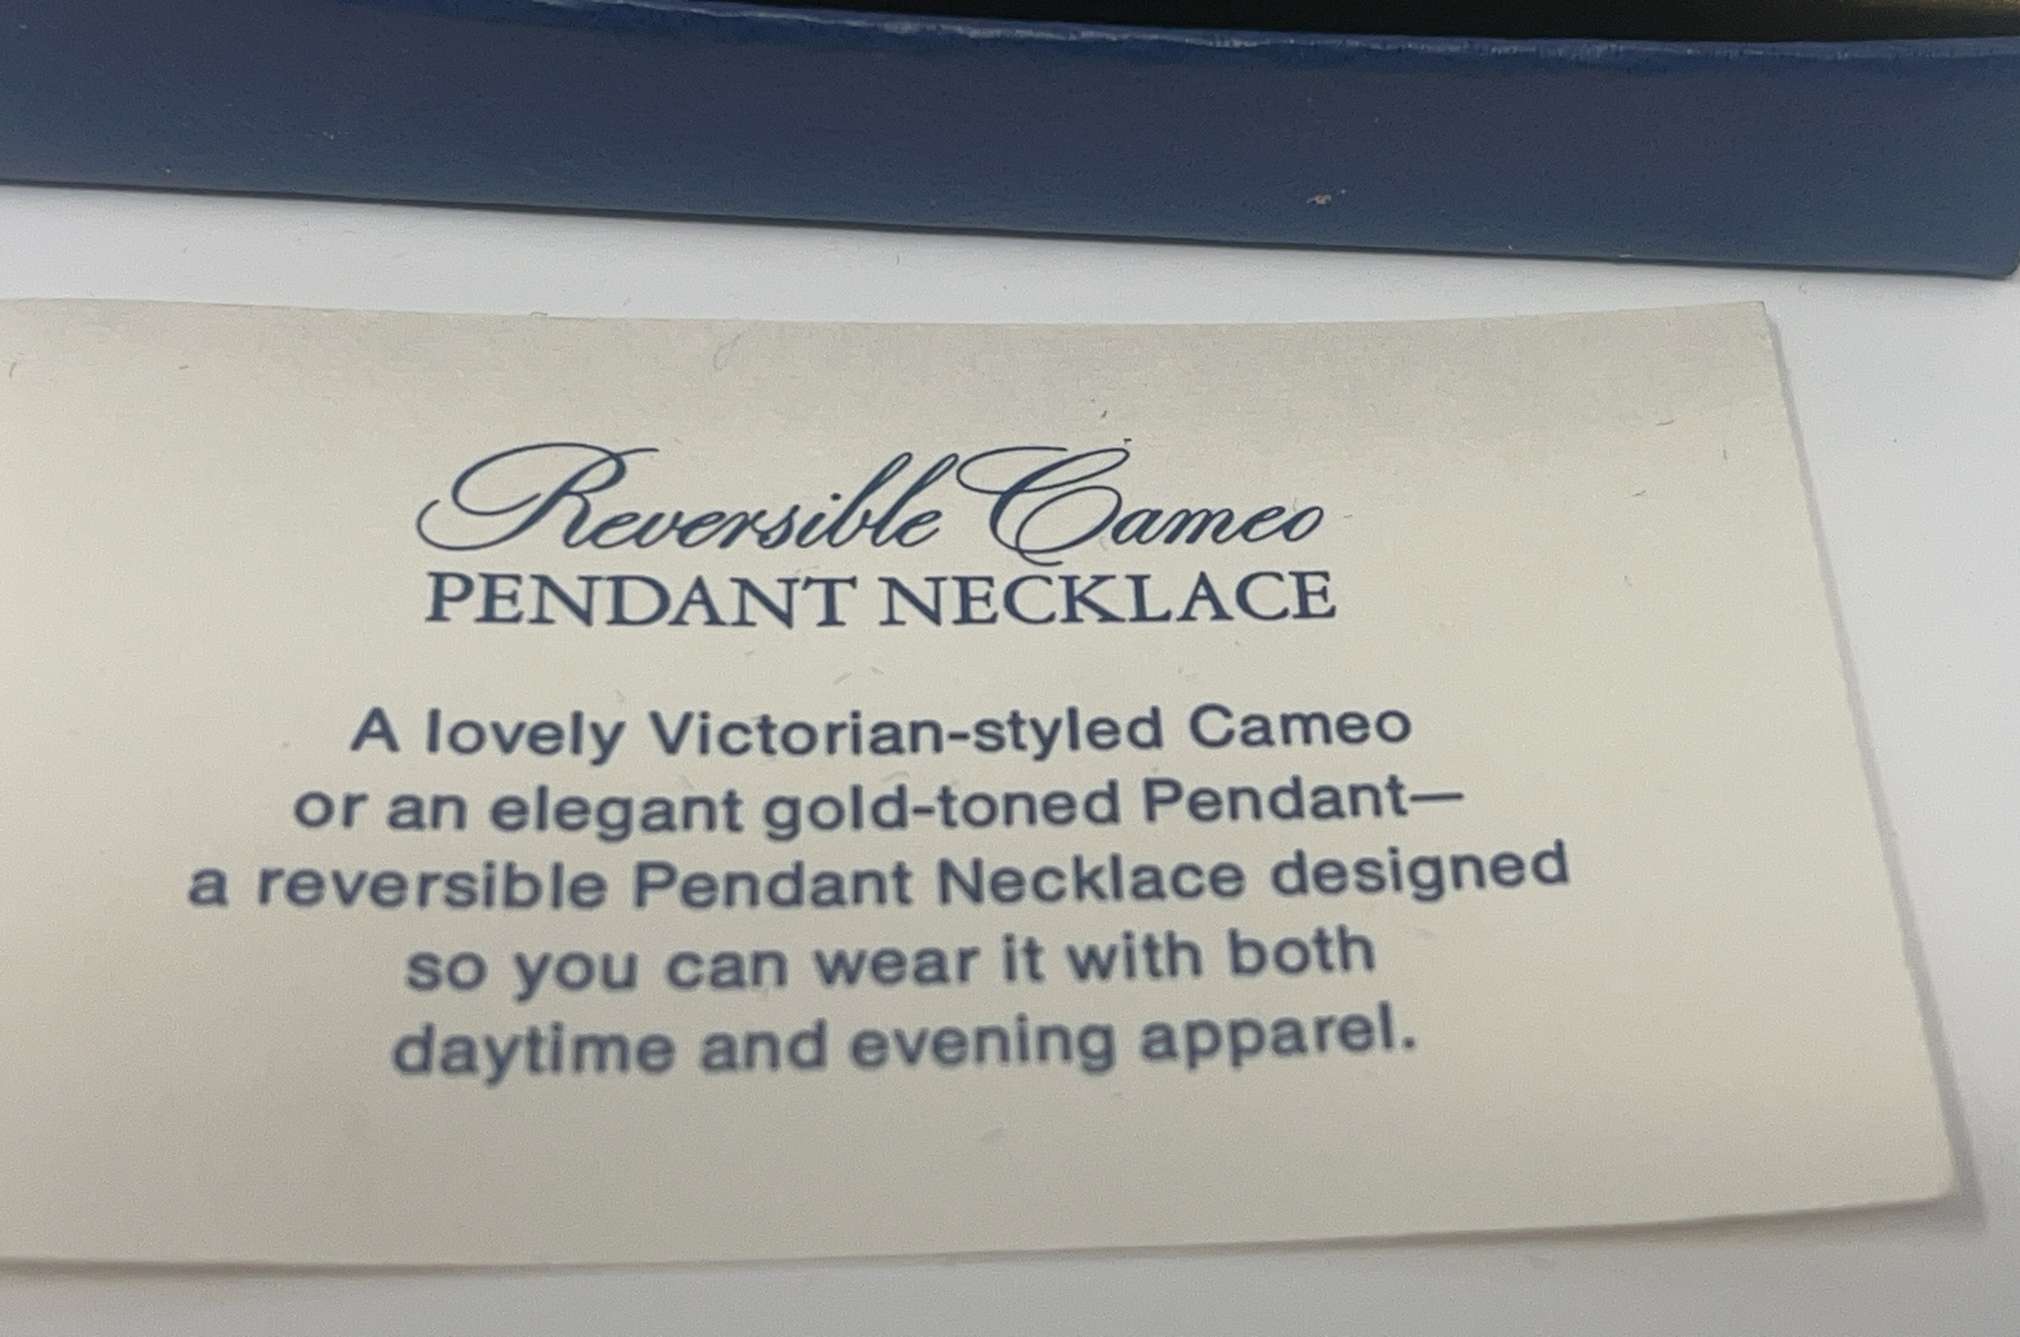 Reversible Cameo
PENDANT NECKLACE
A lovely Victorian-styled Cameo
or an elegant gold-toned Pendant—
a reversible Pendant Necklace designed
so you can wear it with both
daytime and evening apparel.